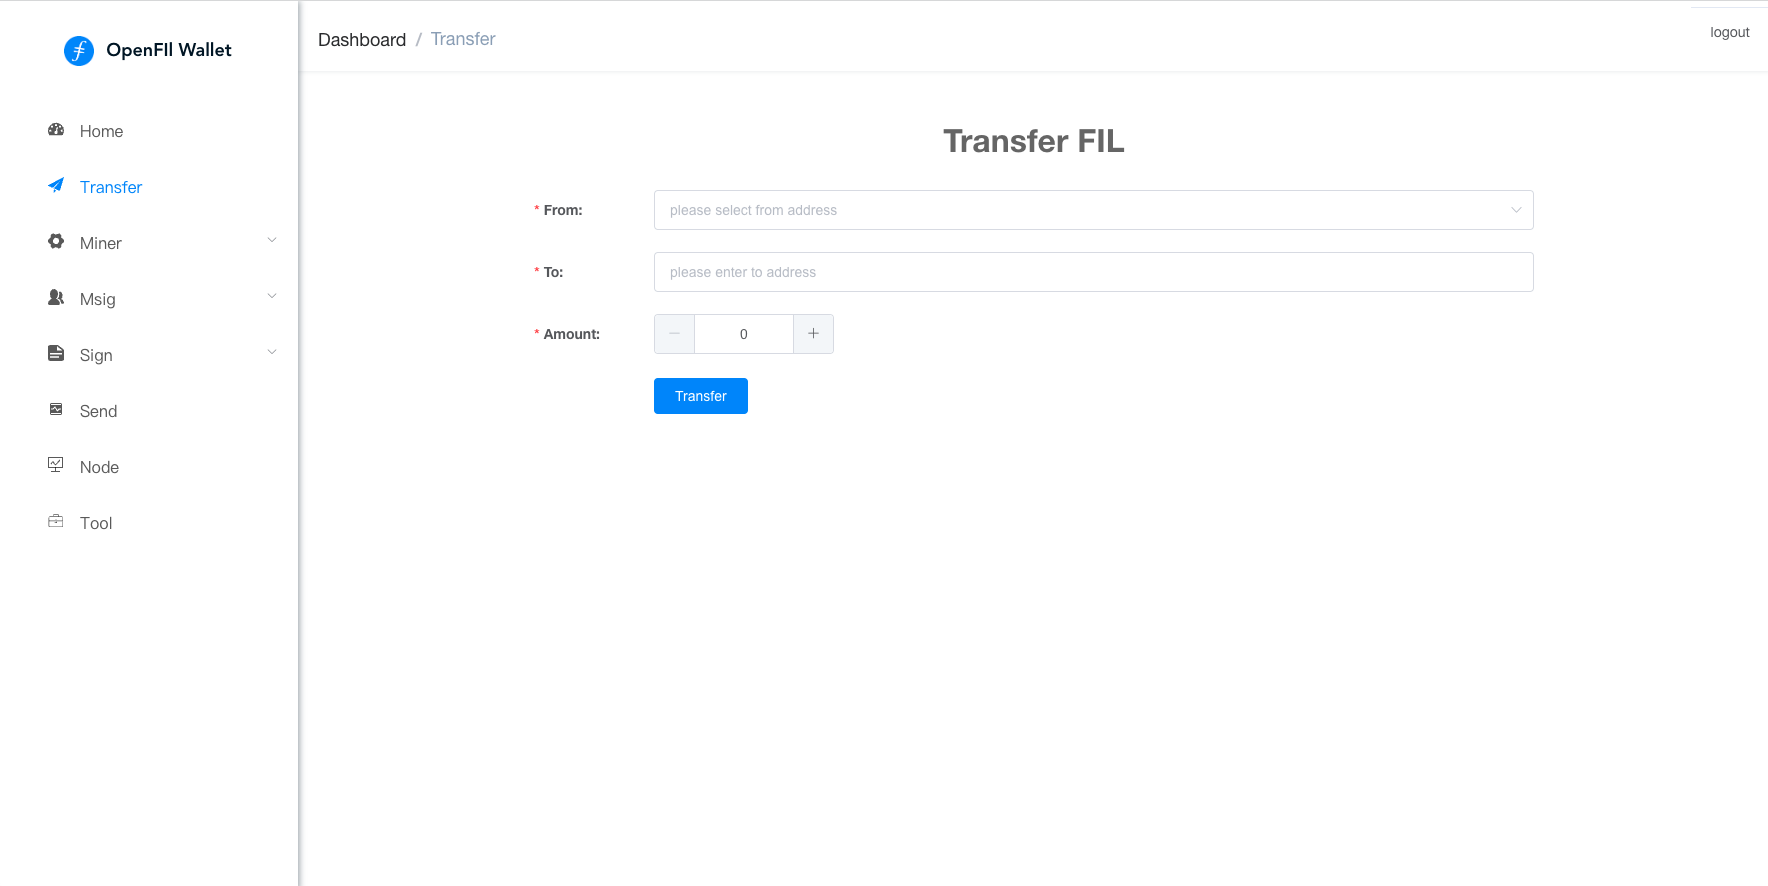 OpenFIl Wallet
Home
Transfer
Miner
Msig
Sign
Send
Node
Tool
Dashboard / Transfer
logout
Transfer FIL
* From: please select from address
* To: please enter to address
* Amount: − 0 +
Transfer